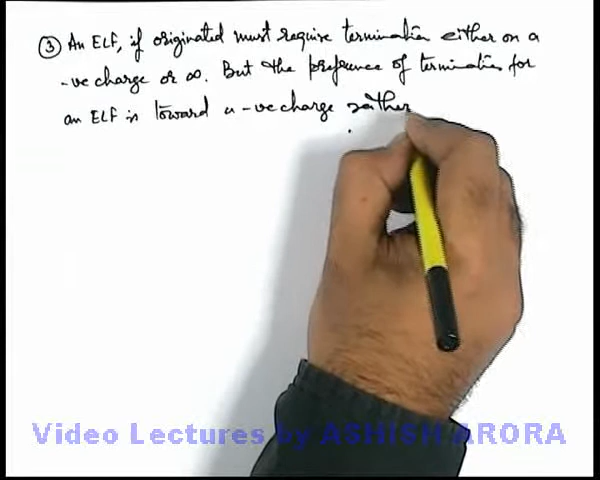 ③ An ELF, if originated must require termination either on a
-ve charge or ∞. But the preference of termination for
an ELF is toward a -ve charge rather
Video Lectures by ASHISH ARORA